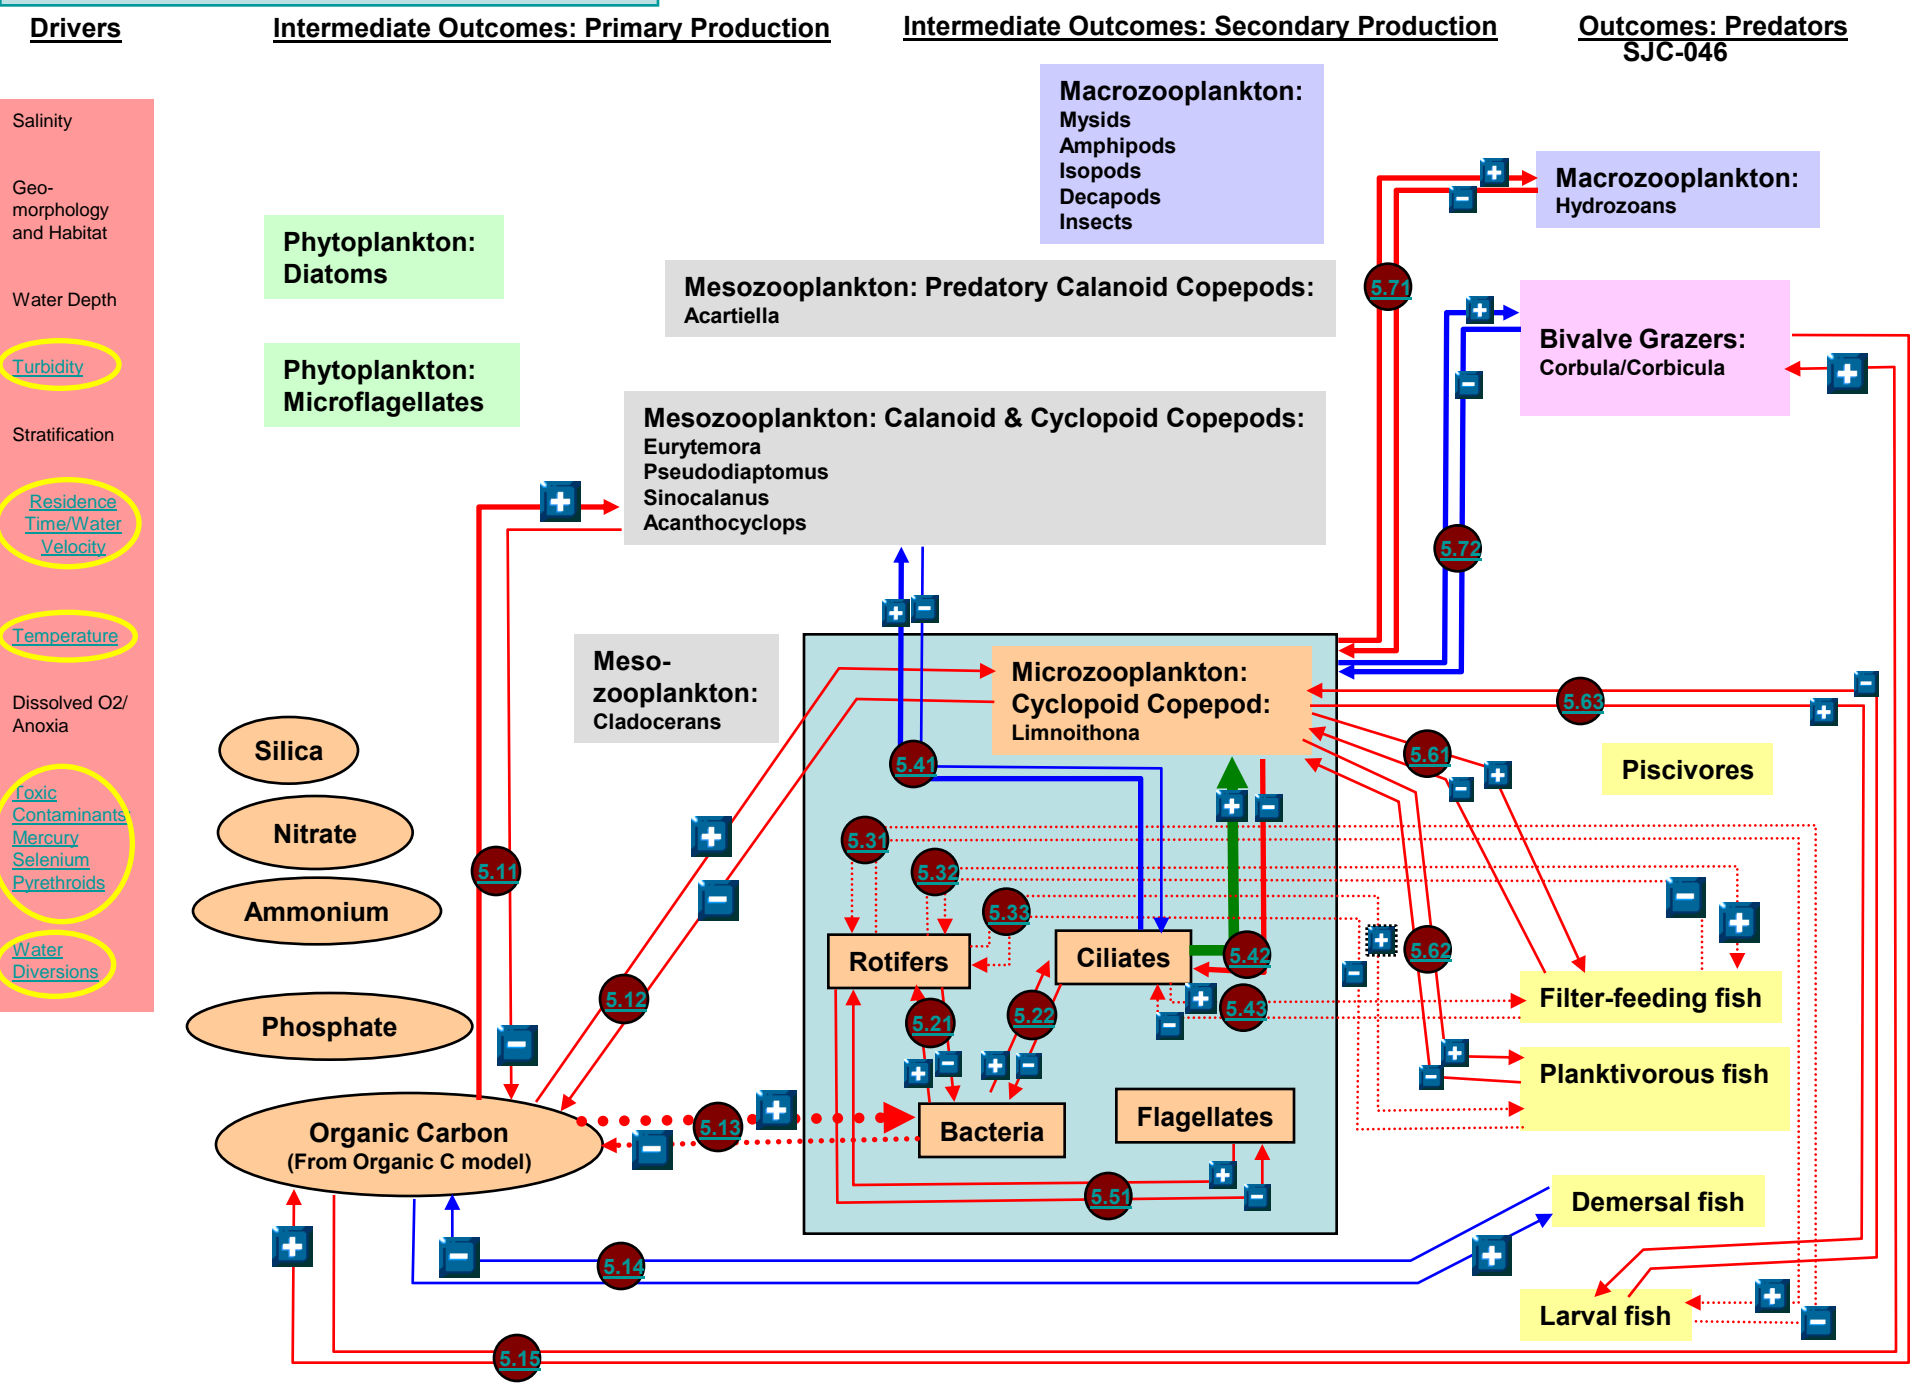 Drivers
Intermediate Outcomes: Primary Production
Intermediate Outcomes: Secondary Production
Outcomes: Predators
SJC-046
Salinity
Geo-
morphology
and Habitat
Water Depth
Turbidity
Stratification
Residence
Time/Water
Velocity
Temperature
Dissolved O2/
Anoxia
Toxic
Contaminants:
Mercury
Selenium
Pyrethroids
Water
Diversions
Phytoplankton:
Diatoms
Phytoplankton:
Microflagellates
Silica
Nitrate
Ammonium
Phosphate
Organic Carbon
(From Organic C model)
Macrozooplankton:
Mysids
Amphipods
Isopods
Decapods
Insects
Mesozooplankton: Predatory Calanoid Copepods:
Acartiella
Mesozooplankton: Calanoid & Cyclopoid Copepods:
Eurytemora
Pseudodiaptomus
Sinocalanus
Acanthocyclops
Meso-
zooplankton:
Cladocerans
Microzooplankton:
Cyclopoid Copepod:
Limnoithona
Rotifers
Ciliates
Bacteria
Flagellates
Macrozooplankton:
Hydrozoans
Bivalve Grazers:
Corbula/Corbicula
Piscivores
Filter-feeding fish
Planktivorous fish
Demersal fish
Larval fish
5.71
5.72
5.63
5.61
5.62
5.41
5.31
5.32
5.33
5.42
5.43
5.21
5.22
5.51
5.11
5.12
5.13
5.14
5.15